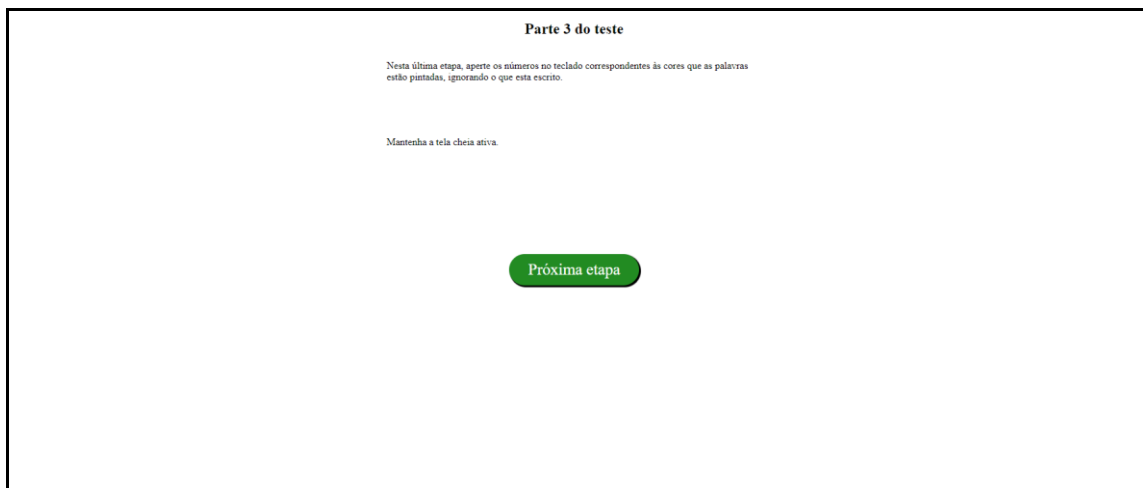 Parte 3 do teste
Nesta última etapa, aperte os números no teclado correspondentes às cores que as palavras
estão pintadas, ignorando o que esta escrito.
Mantenha a tela cheia ativa.
Próxima etapa